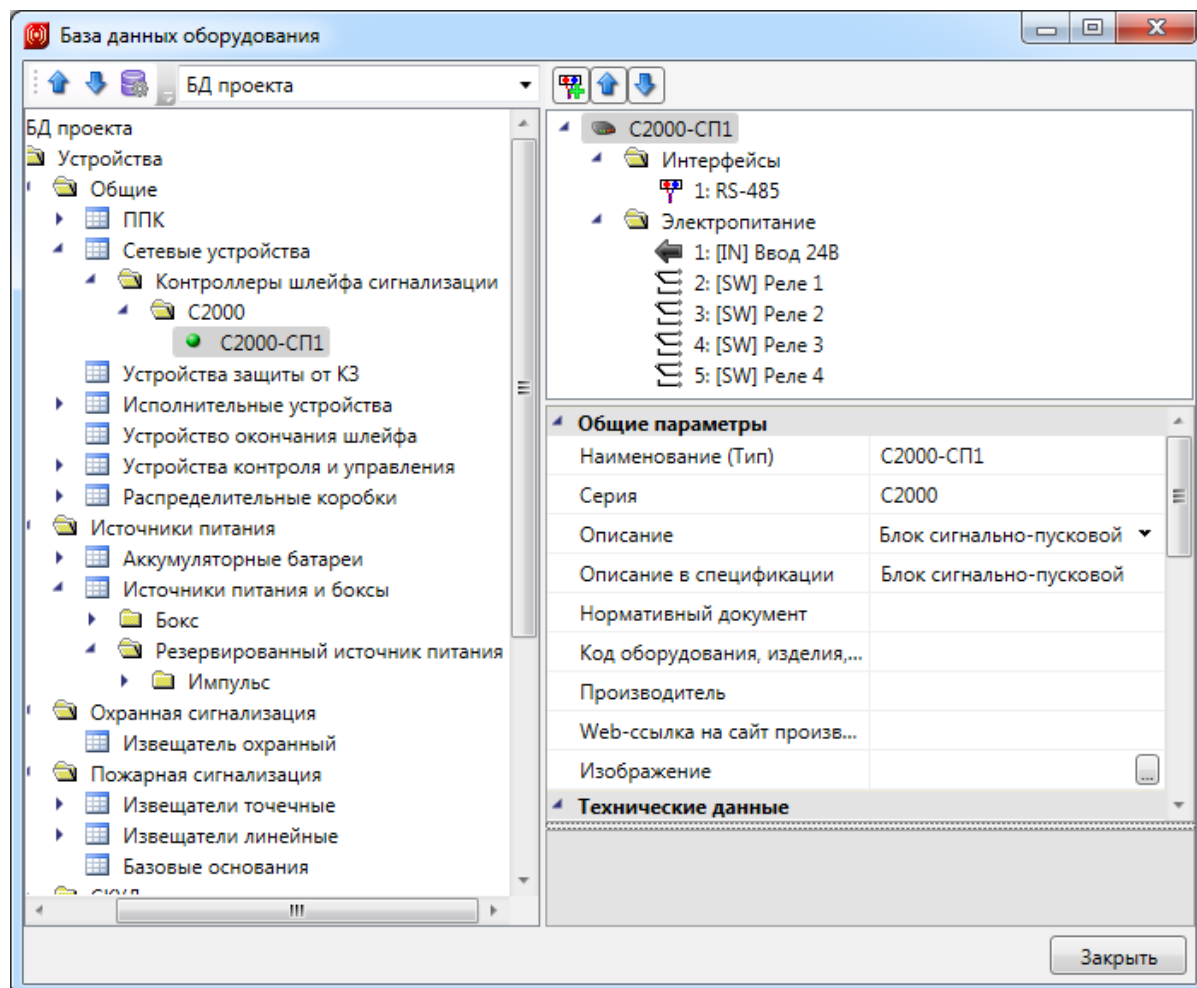 База данных оборудования
БД проекта
БД проекта
Устройства
Общие
ППК
Сетевые устройства
Контроллеры шлейфа сигнализации
С2000
С2000-СП1
Устройства защиты от КЗ
Исполнительные устройства
Устройство окончания шлейфа
Устройства контроля и управления
Распределительные коробки
Источники питания
Аккумуляторные батареи
Источники питания и боксы
Бокс
Резервированный источник питания
Импульс
Охранная сигнализация
Извещатель охранный
Пожарная сигнализация
Извещатели точечные
Извещатели линейные
Базовые основания
С2000-СП1
Интерфейсы
1: RS-485
Электропитание
1: [IN] Ввод 24В
2: [SW] Реле 1
3: [SW] Реле 2
4: [SW] Реле 3
5: [SW] Реле 4
Общие параметры
Наименование (Тип) С2000-СП1
Серия С2000
Описание Блок сигнально-пусковой
Описание в спецификации Блок сигнально-пусковой
Нормативный документ
Код оборудования, изделия,...
Производитель
Web-ссылка на сайт произв...
Изображение ...
Технические данные
Закрыть